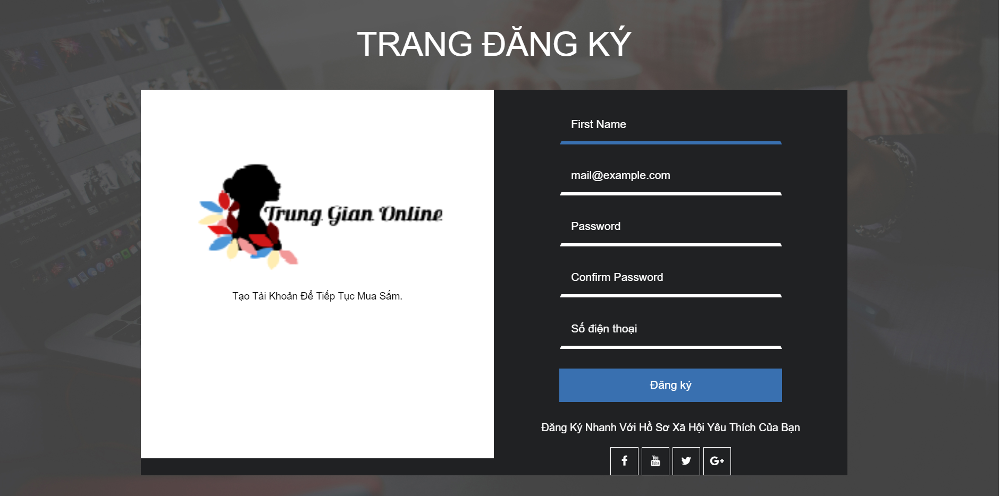 TRANG ĐĂNG KÝ
Trung Gian Online
Tạo Tài Khoản Để Tiếp Tục Mua Sắm.
First Name
mail@example.com
Password
Confirm Password
Số điện thoại
Đăng ký
Đăng Ký Nhanh Với Hồ Sơ Xã Hội Yêu Thích Của Bạn
f You Tube G+